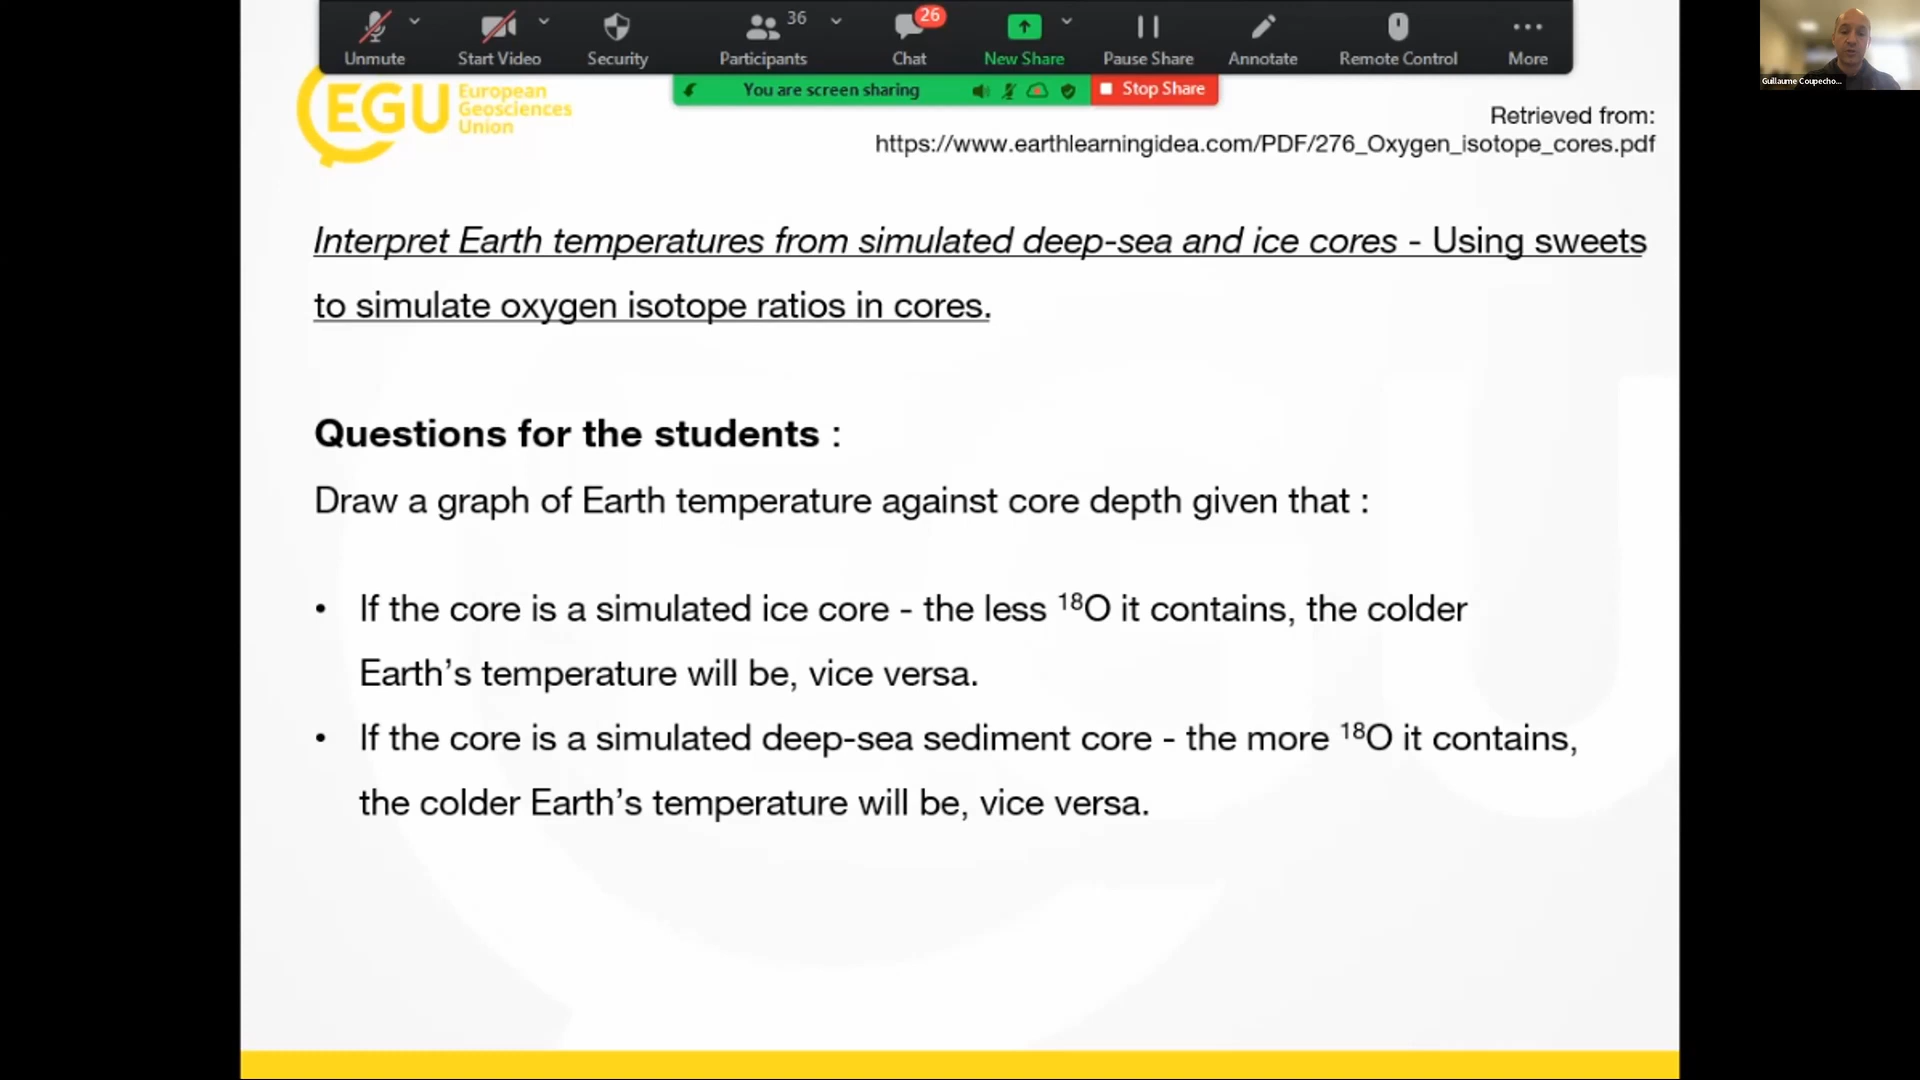 36
26
Unmute
Start Video
Security
Participants
Chat
New Share
Pause Share
Annotate
Remote Control
More
You are screen sharing
Stop Share
Guillaume Coupecho...
EGU
European
Geosciences
Union
Retrieved from:
https://www.earthlearningidea.com/PDF/276_Oxygen_isotope_cores.pdf
Interpret Earth temperatures from simulated deep-sea and ice cores - Using sweets
to simulate oxygen isotope ratios in cores.
Questions for the students :
Draw a graph of Earth temperature against core depth given that :
• If the core is a simulated ice core - the less ¹⁸O it contains, the colder
Earth’s temperature will be, vice versa.
• If the core is a simulated deep-sea sediment core - the more ¹⁸O it contains,
the colder Earth’s temperature will be, vice versa.